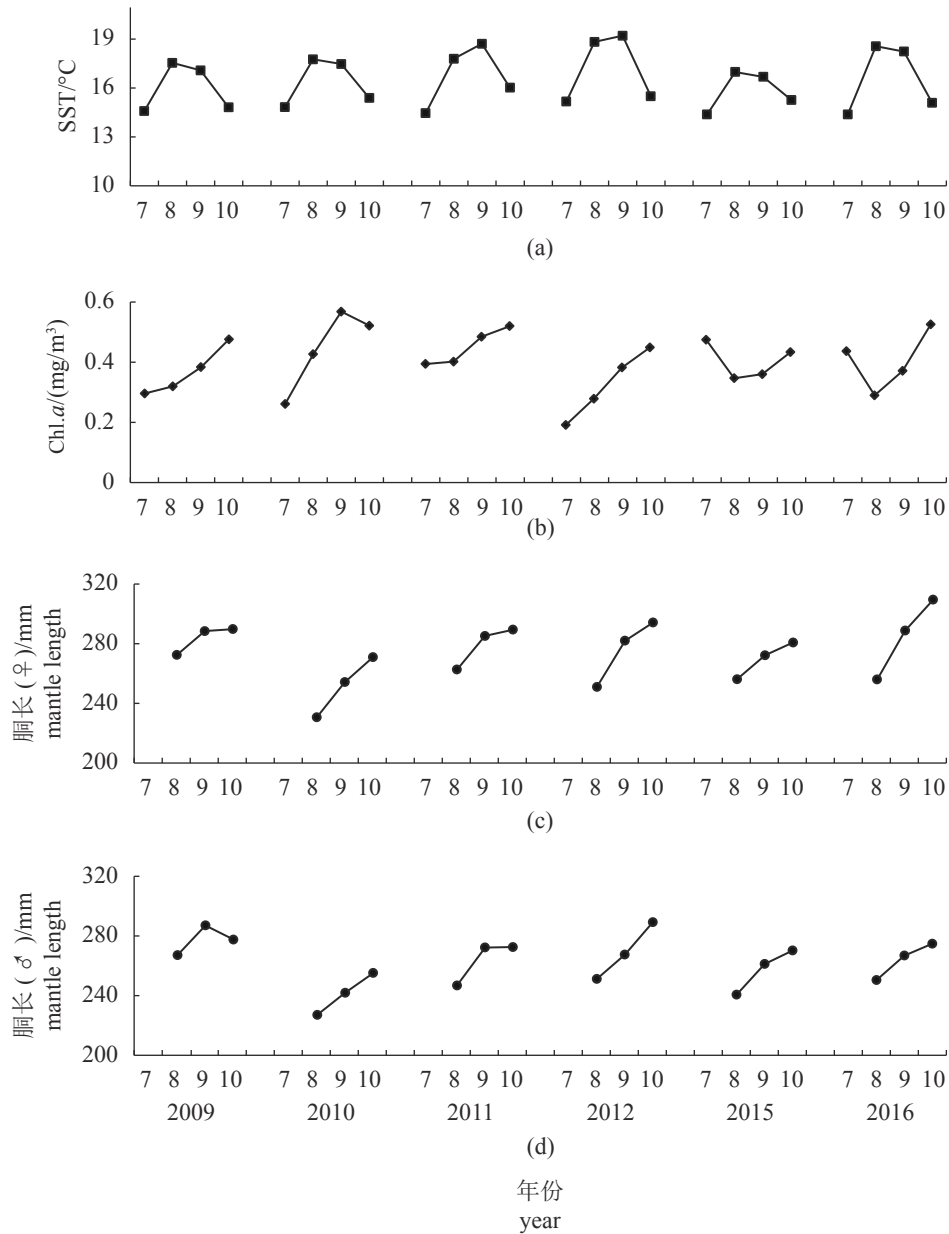 19
16
13
10
SST/°C
7 8 9 10 7 8 9 10 7 8 9 10 7 8 9 10 7 8 9 10 7 8 9 10
(a)
0.6
0.4
0.2
0
Chl.a/(mg/m³)
7 8 9 10 7 8 9 10 7 8 9 10 7 8 9 10 7 8 9 10 7 8 9 10
(b)
320
280
240
200
胴长 (♀)/mm
mantle length
7 8 9 10 7 8 9 10 7 8 9 10 7 8 9 10 7 8 9 10 7 8 9 10
(c)
320
280
240
200
胴长 (♂)/mm
mantle length
7 8 9 10 7 8 9 10 7 8 9 10 7 8 9 10 7 8 9 10 7 8 9 10
2009 2010 2011 2012 2015 2016
(d)
年份
year